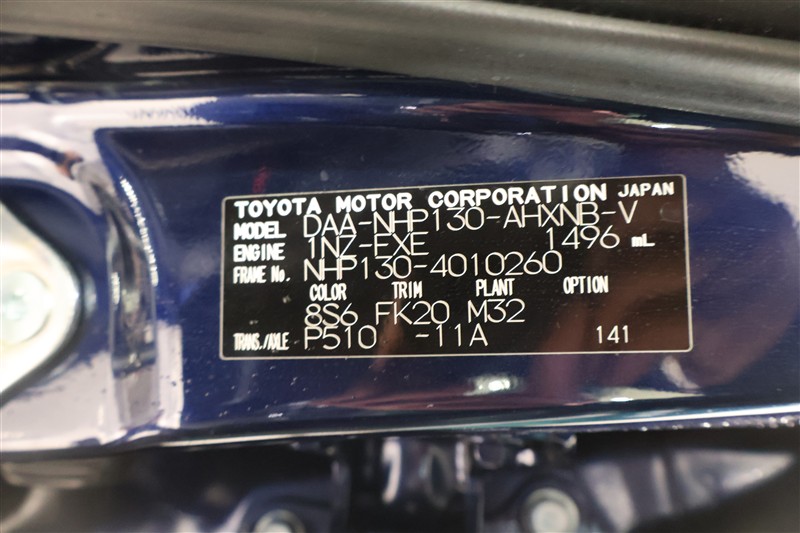 TOYOTA MOTOR CORPORATION JAPAN
MODEL DAA-NHP130-AHXNB-V
ENGINE 1NZ-FXE 1496 mL
FRAME No. NHP130-4010260
COLOR TRIM PLANT OPTION
8S6 FK20 M32
TRANS./AXLE P510 -11A 141